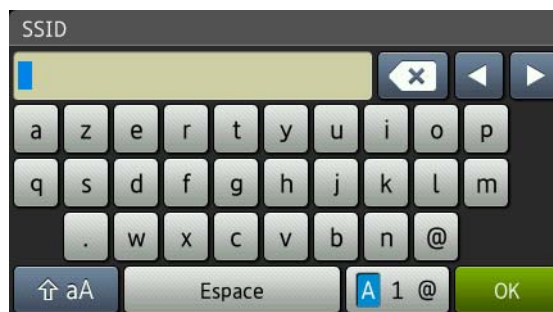 SSID
a z e r t y u i o p
q s d f g h j k l m
. w x c v b n @
aA Espace A 1 @ OK